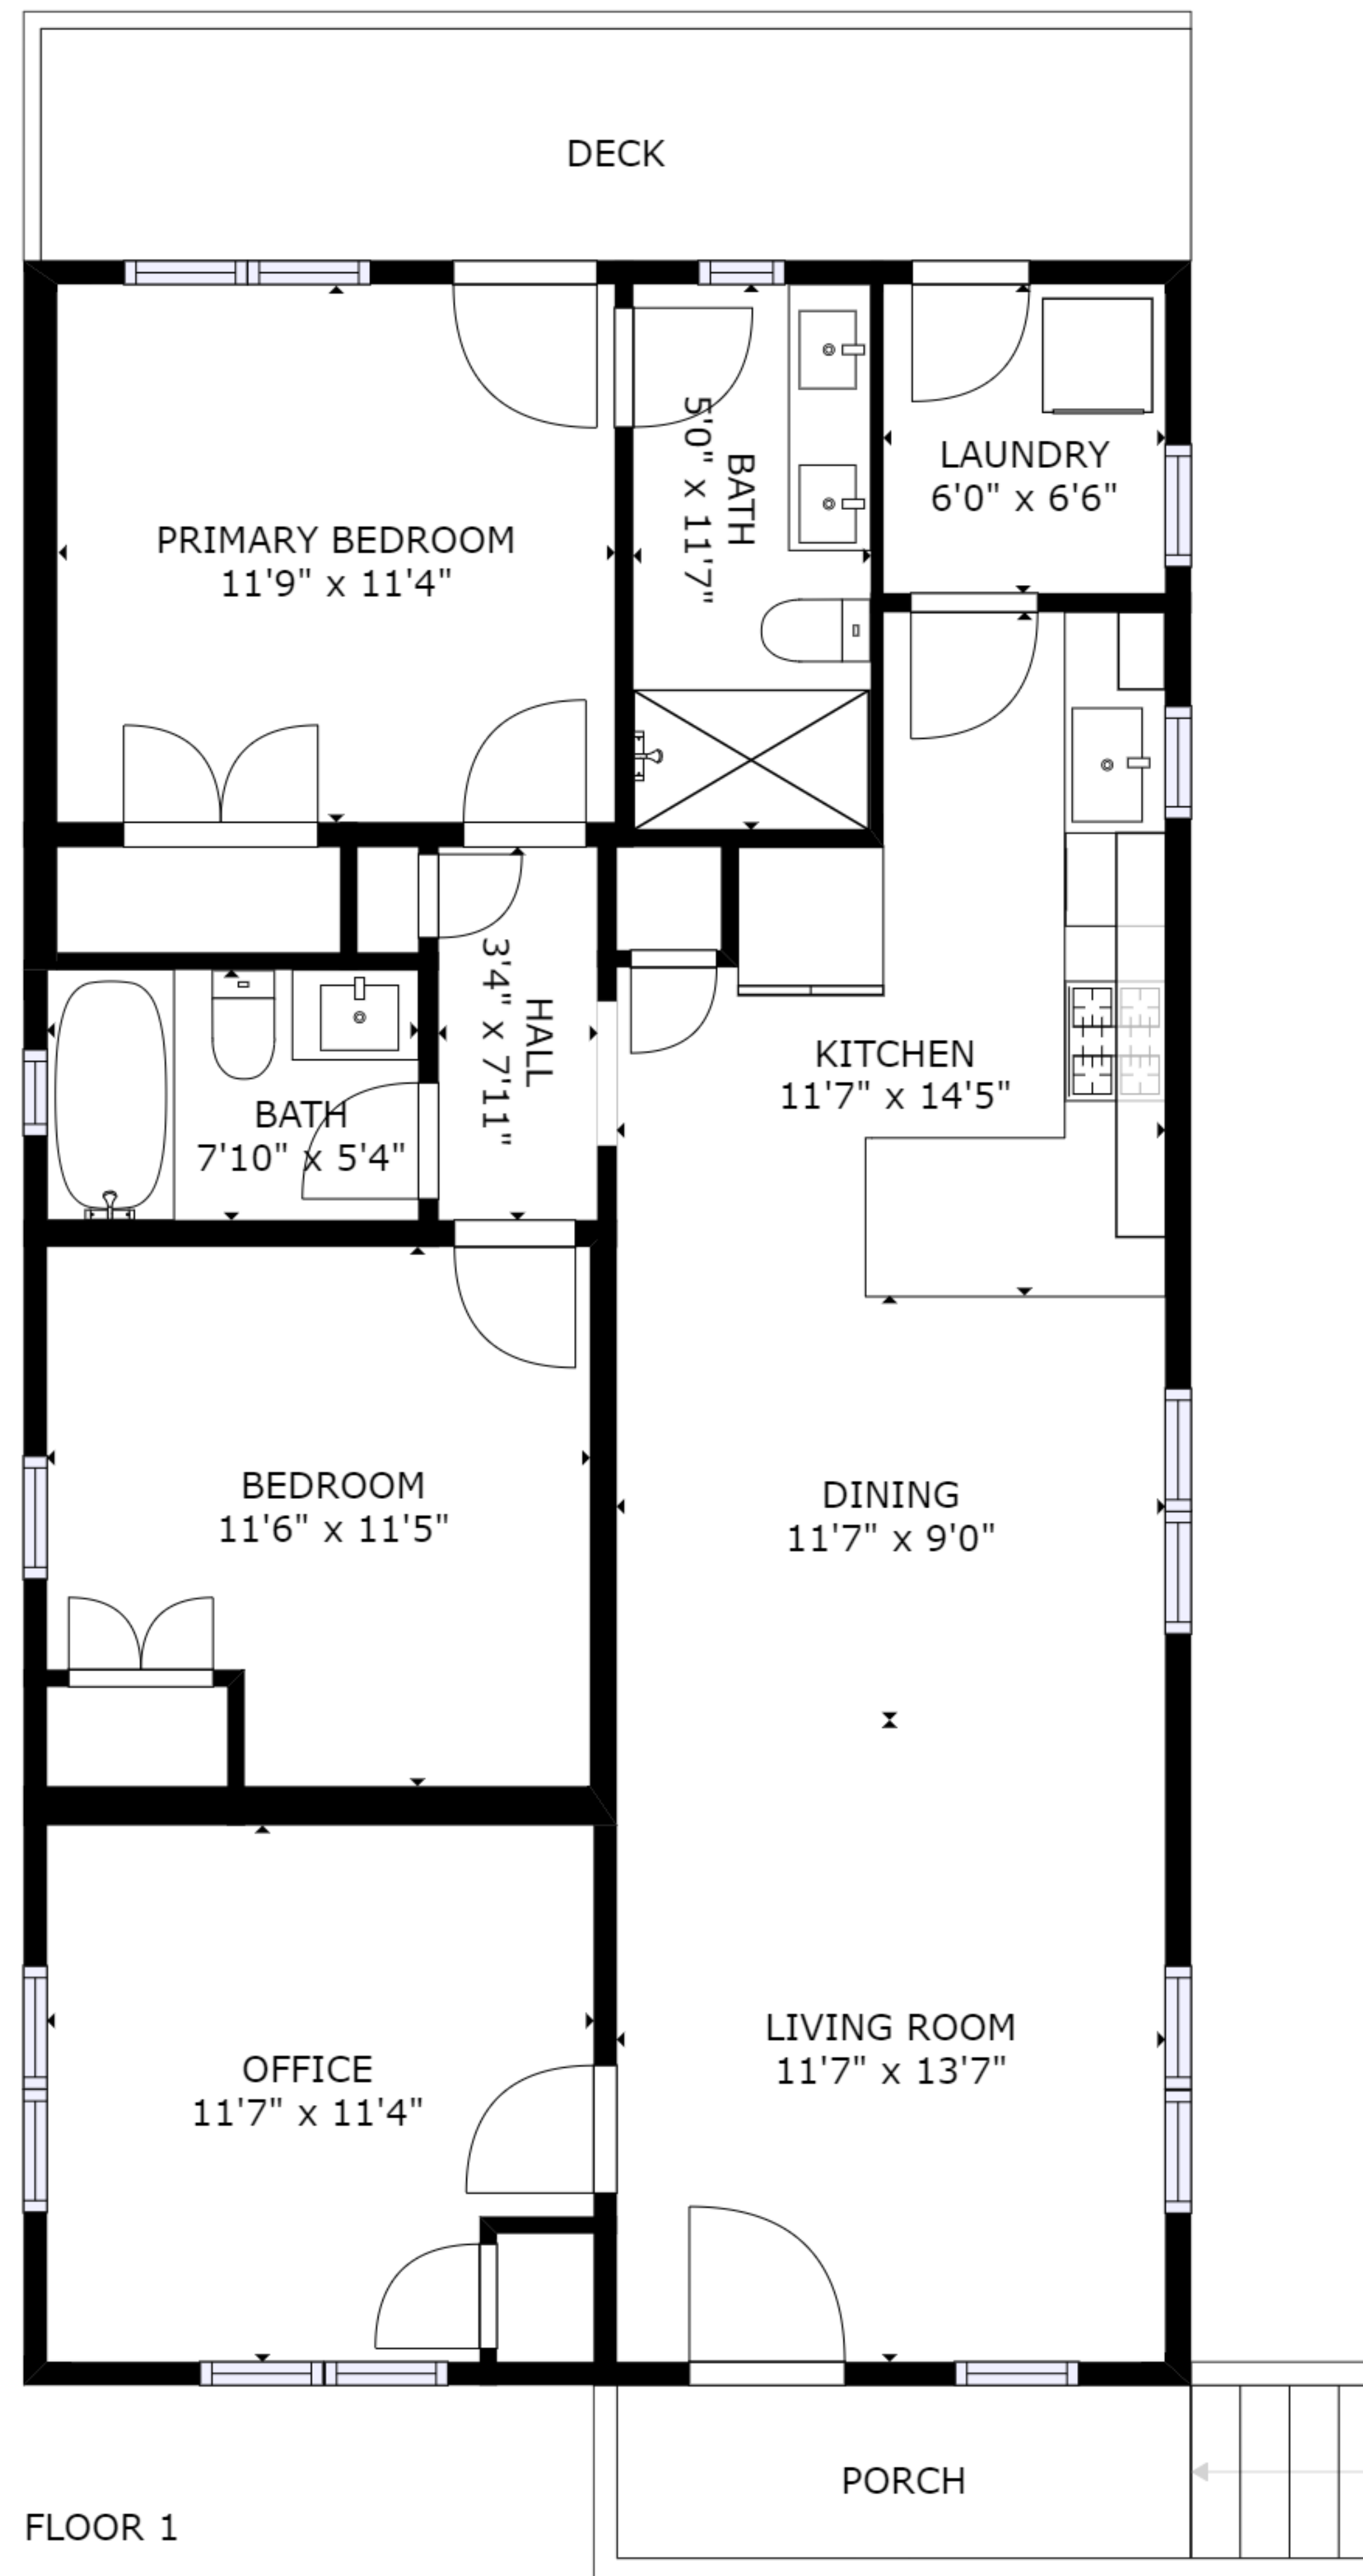 DECK
PRIMARY BEDROOM
11'9" x 11'4"
BATH
5'0" x 11'7"
LAUNDRY
6'0" x 6'6"
HALL
3'4" x 7'11"
KITCHEN
11'7" x 14'5"
BATH
7'10" x 5'4"
BEDROOM
11'6" x 11'5"
DINING
11'7" x 9'0"
OFFICE
11'7" x 11'4"
LIVING ROOM
11'7" x 13'7"
PORCH
FLOOR 1